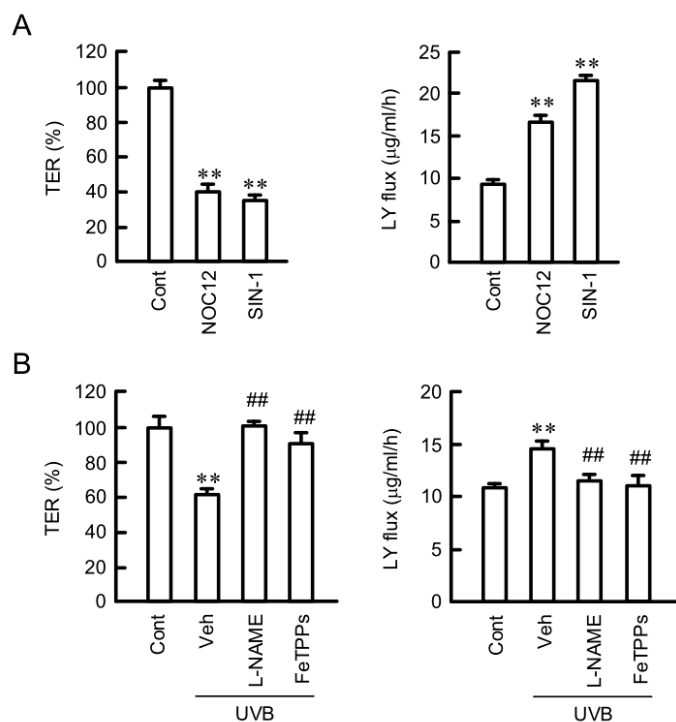 A
TER (%)
120
100
80
60
40
20
0
**
**
Cont
NOC12
SIN-1
LY flux (μg/ml/h)
25
20
15
10
5
0
**
**
Cont
NOC12
SIN-1
B
TER (%)
120
100
80
60
40
20
0
**
##
##
Cont
Veh
L-NAME
FeTPPs
UVB
LY flux (μg/ml/h)
20
15
10
5
0
**
##
##
Cont
Veh
L-NAME
FeTPPs
UVB